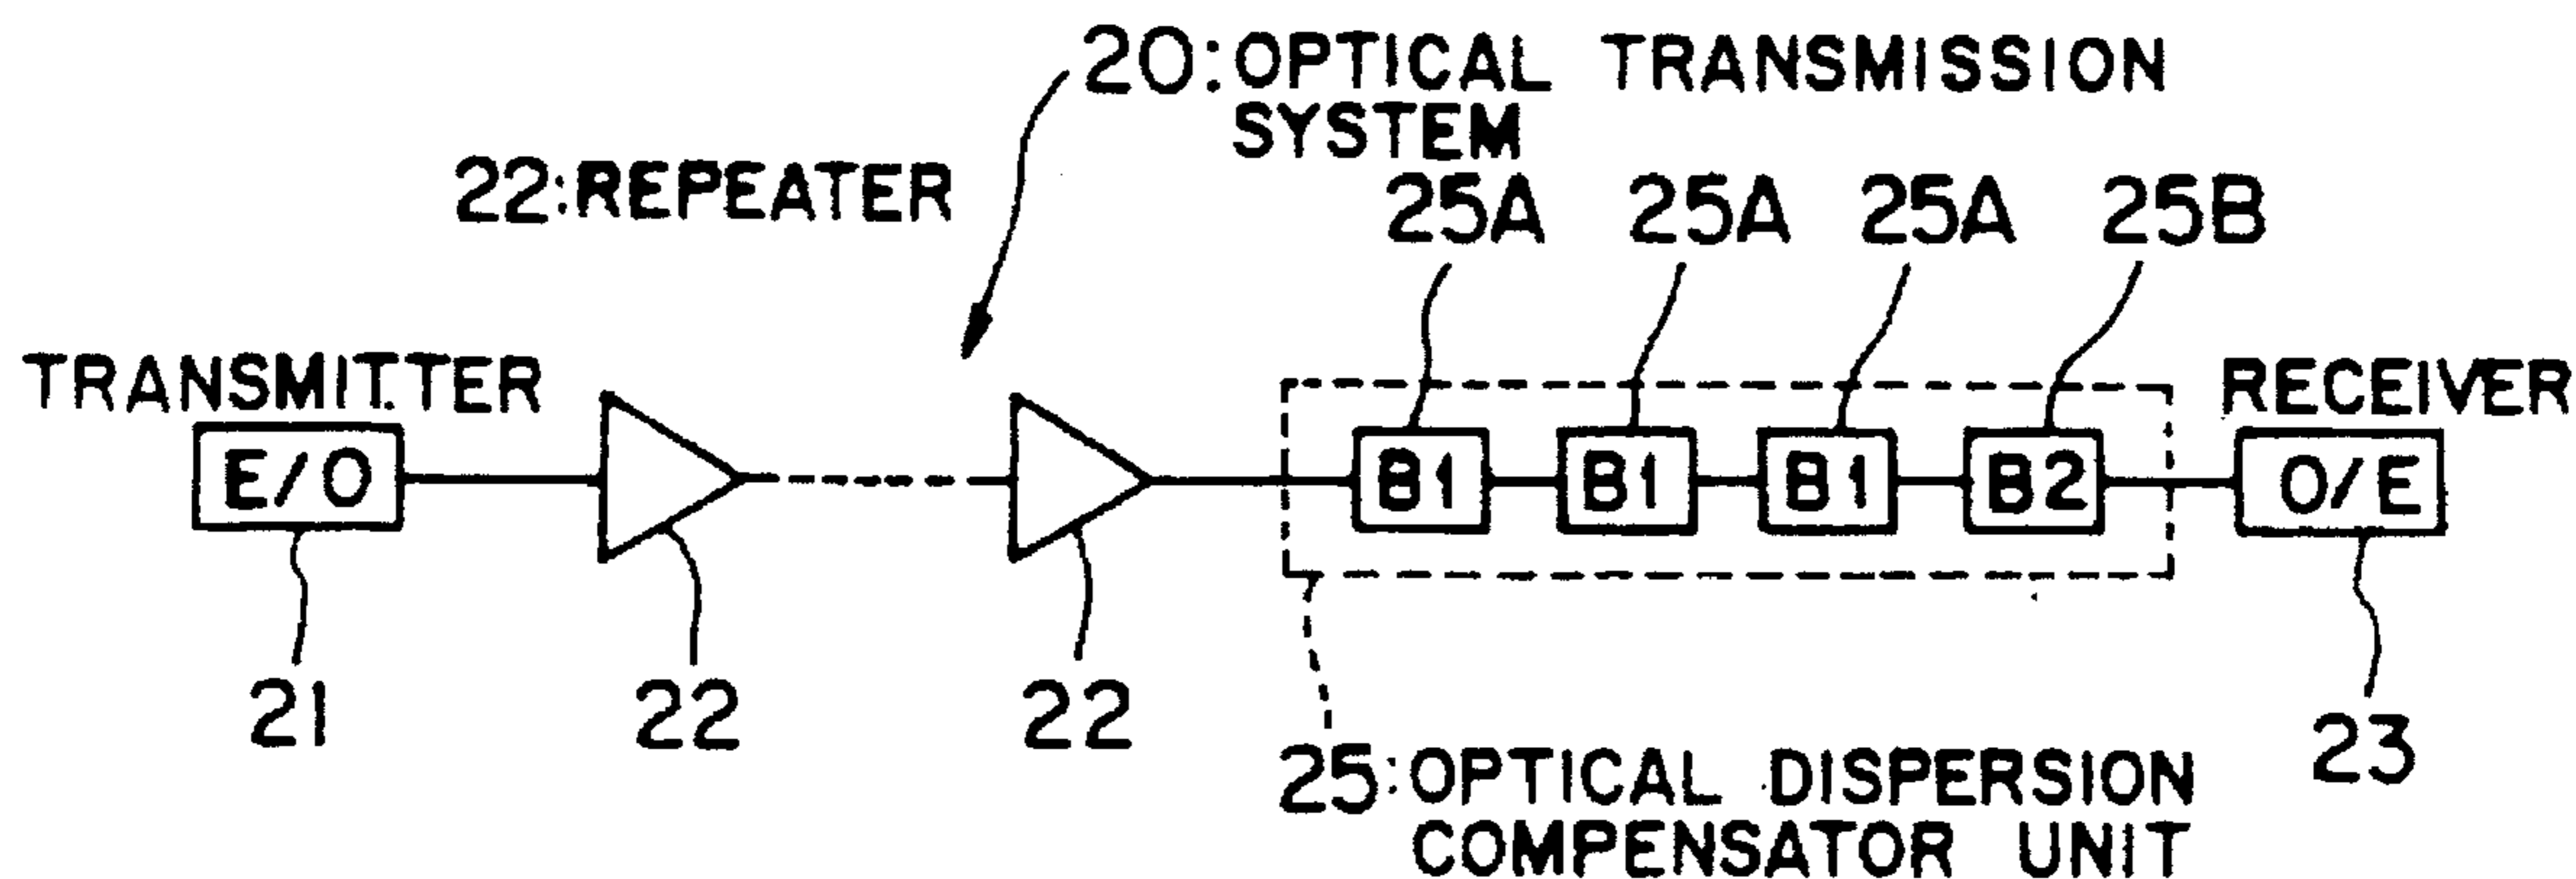 20:OPTICAL TRANSMISSION
SYSTEM
22:REPEATER
25A 25A 25A 25B
TRANSMITTER
RECEIVER
E/O
B1 B1 B1 B2
O/E
21
22
22
23
25:OPTICAL DISPERSION
COMPENSATOR UNIT